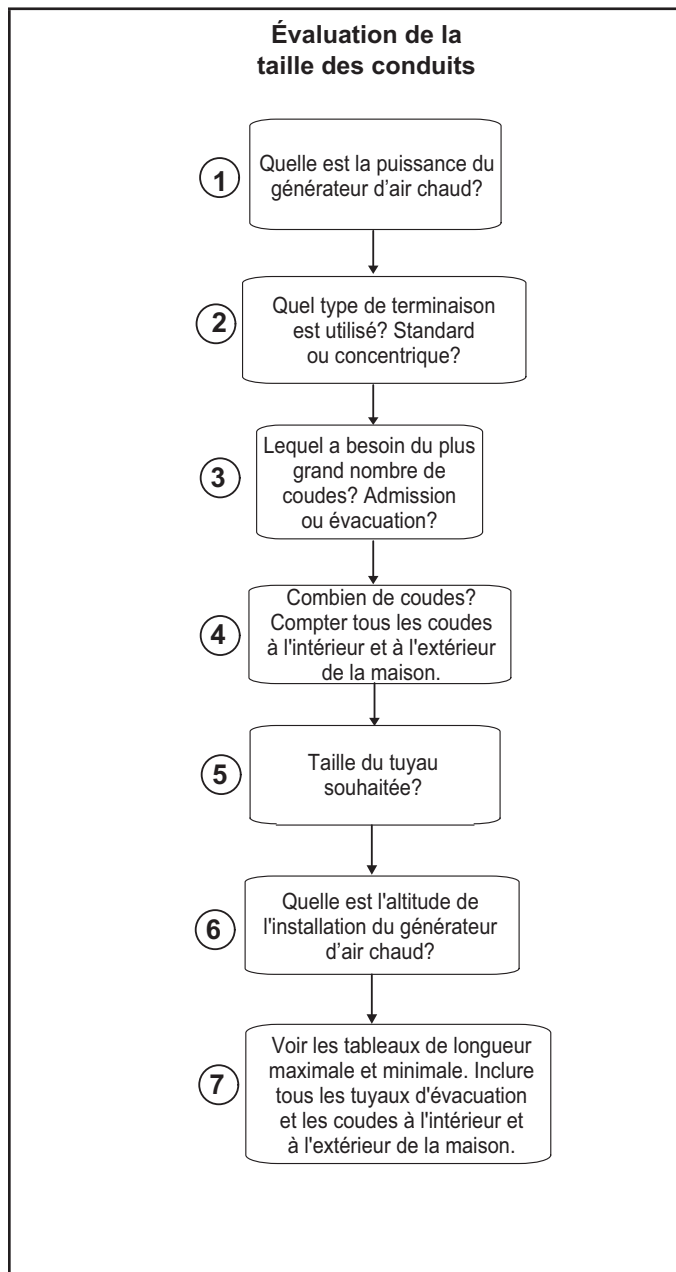 Évaluation de la
taille des conduits
1
Quelle est la puissance du
générateur d’air chaud?
2
Quel type de terminaison
est utilisé? Standard
ou concentrique?
3
Lequel a besoin du plus
grand nombre de
coudes? Admission
ou évacuation?
4
Combien de coudes?
Compter tous les coudes
à l'intérieur et à l'extérieur
de la maison.
5
Taille du tuyau
souhaitée?
6
Quelle est l'altitude de
l'installation du générateur
d’air chaud?
7
Voir les tableaux de longueur
maximale et minimale. Inclure
tous les tuyaux d'évacuation
et les coudes à l'intérieur et
à l'extérieur de la maison.